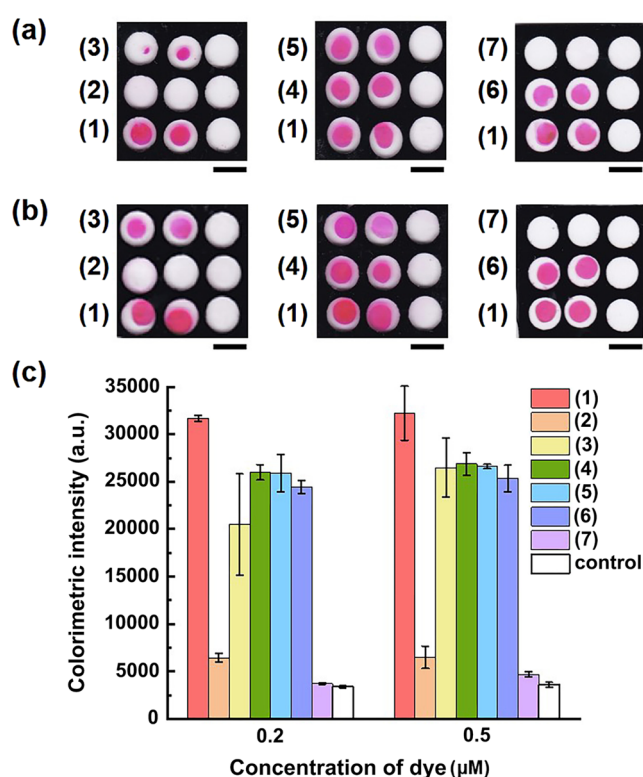 (a)
(3) (5) (7)
(2) (4) (6)
(1) (1) (1)
(b)
(3) (5) (7)
(2) (4) (6)
(1) (1) (1)
(c)
Colorimetric intensity (a.u.)
35000
30000
25000
20000
15000
10000
5000
0
(1)
(2)
(3)
(4)
(5)
(6)
(7)
control
0.2 0.5
Concentration of dye (μM)